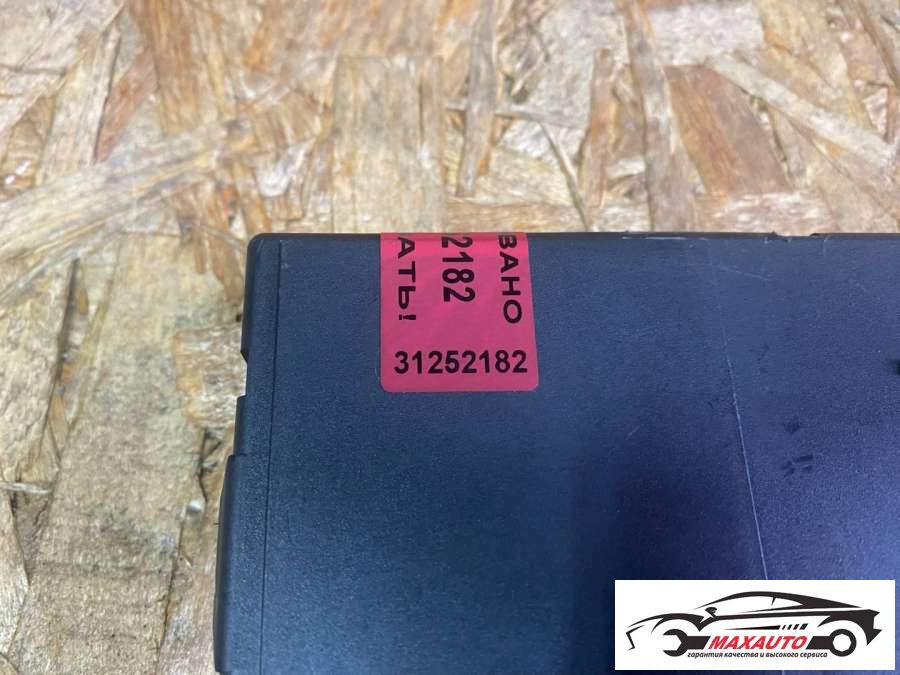 ВАНО
2182
АТЬ!
31252182
MAXAUTO
гарантия качества и высокого сервиса